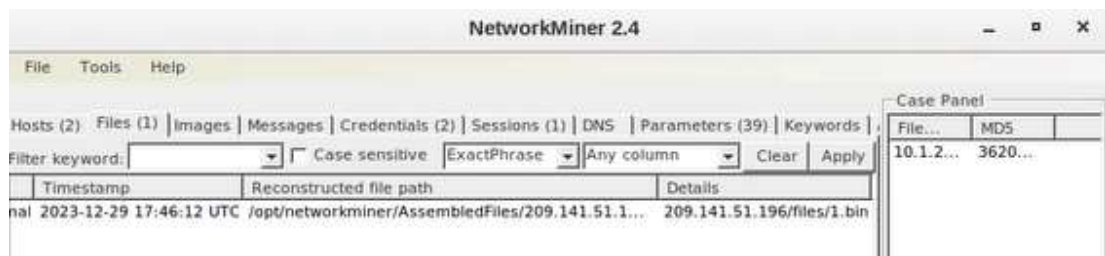 NetworkMiner 2.4
File Tools Help
Case Panel
Hosts (2) Files (1) Images Messages Credentials (2) Sessions (1) DNS Parameters (39) Keywords
File... MD5
Filter keyword: Case sensitive ExactPhrase Any column Clear Apply
10.1.2... 3620...
Timestamp Reconstructed file path Details
nal 2023-12-29 17:46:12 UTC /opt/networkminer/AssembledFiles/209.141.51.1... 209.141.51.196/files/1.bin